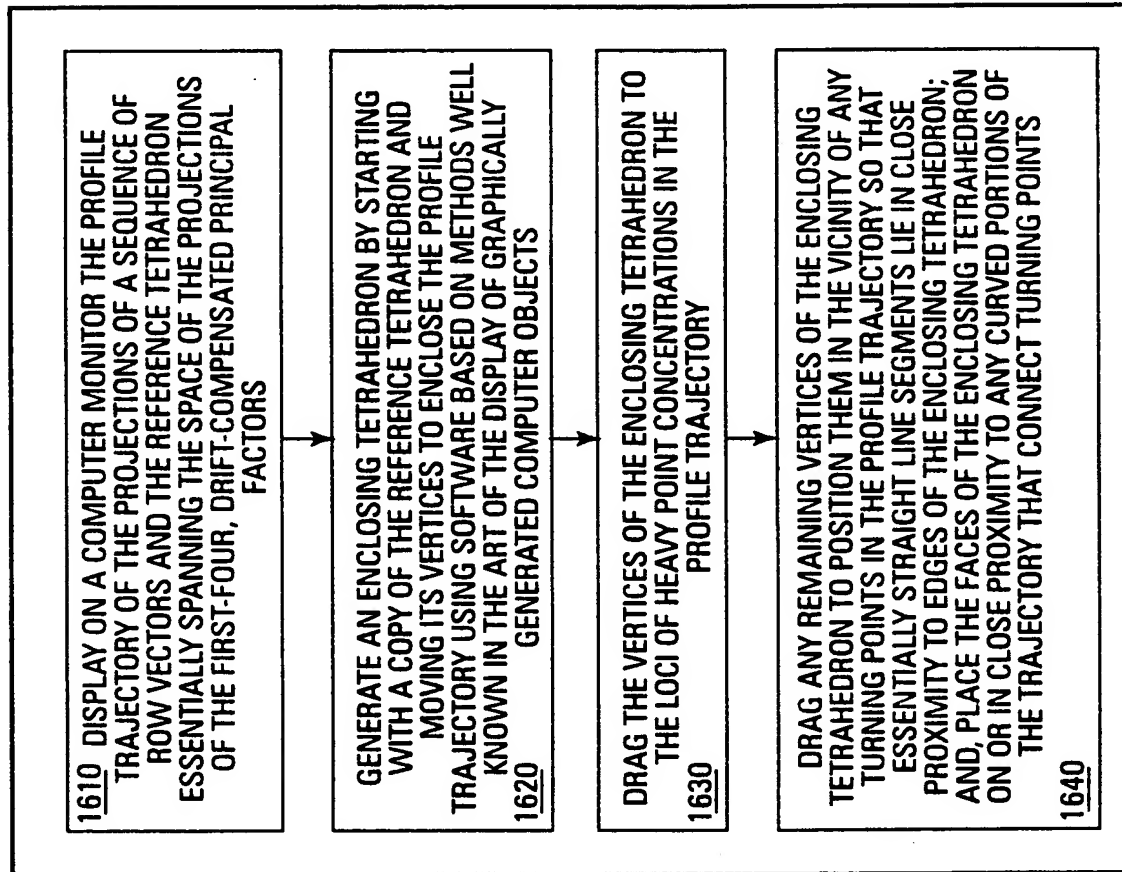 1610 DISPLAY ON A COMPUTER MONITOR THE PROFILE
TRAJECTORY OF THE PROJECTIONS OF A SEQUENCE OF
ROW VECTORS AND THE REFERENCE TETRAHEDRON
ESSENTIALLY SPANNING THE SPACE OF THE PROJECTIONS
OF THE FIRST-FOUR, DRIFT-COMPENSATED PRINCIPAL
FACTORS
GENERATE AN ENCLOSING TETRAHEDRON BY STARTING
WITH A COPY OF THE REFERENCE TETRAHEDRON AND
MOVING ITS VERTICES TO ENCLOSE THE PROFILE
TRAJECTORY USING SOFTWARE BASED ON METHODS WELL
KNOWN IN THE ART OF THE DISPLAY OF GRAPHICALLY
1620 GENERATED COMPUTER OBJECTS
DRAG THE VERTICES OF THE ENCLOSING TETRAHEDRON TO
THE LOCI OF HEAVY POINT CONCENTRATIONS IN THE
1630 PROFILE TRAJECTORY
DRAG ANY REMAINING VERTICES OF THE ENCLOSING
TETRAHEDRON TO POSITION THEM IN THE VICINITY OF ANY
TURNING POINTS IN THE PROFILE TRAJECTORY SO THAT
ESSENTIALLY STRAIGHT LINE SEGMENTS LIE IN CLOSE
PROXIMITY TO EDGES OF THE ENCLOSING TETRAHEDRON;
AND, PLACE THE FACES OF THE ENCLOSING TETRAHEDRON
ON OR IN CLOSE PROXIMITY TO ANY CURVED PORTIONS OF
1640 THE TRAJECTORY THAT CONNECT TURNING POINTS